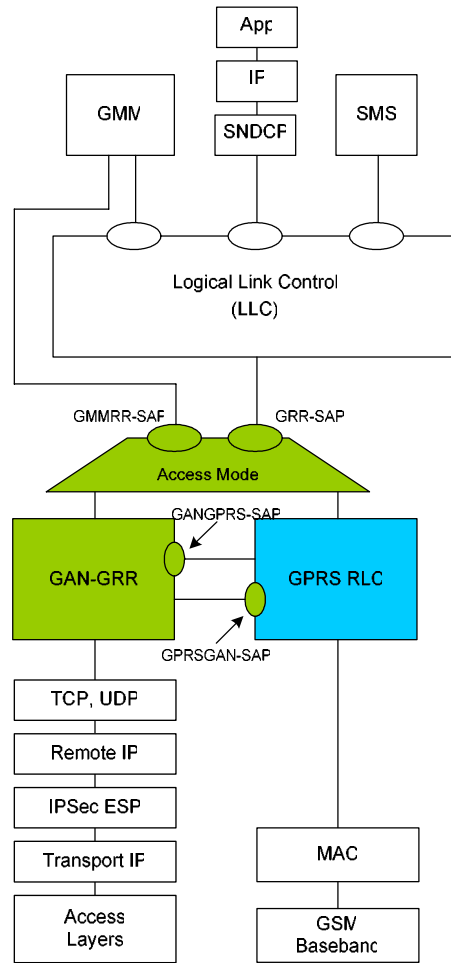 App
IP
GMM
SNDCP
SMS
Logical Link Control
(LLC)
GMMRR-SAP
GRR-SAP
Access Mode
GANGPRS-SAP
GAN-GRR
GPRS RLC
GPRSGAN-SAP
TCP, UDP
Remote IP
IPSec ESP
Transport IP
MAC
Access
Layers
GSM
Baseband